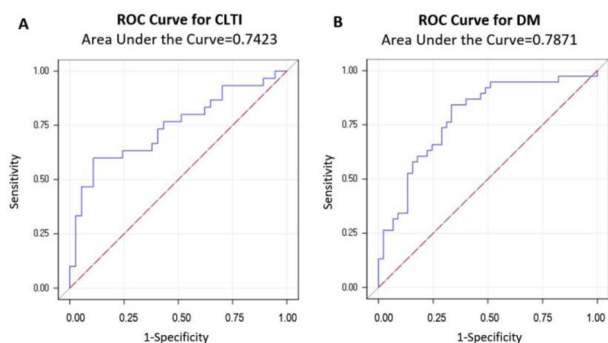 A
ROC Curve for CLTI
Area Under the Curve=0.7423
1.00
0.75
0.50
0.25
0.00
Sensitivity
0.00 0.25 0.50 0.75 1.00
1-Specificity
B
ROC Curve for DM
Area Under the Curve=0.7871
1.00
0.75
0.50
0.25
0.00
Sensitivity
0.00 0.25 0.50 0.75 1.00
1-Specificity